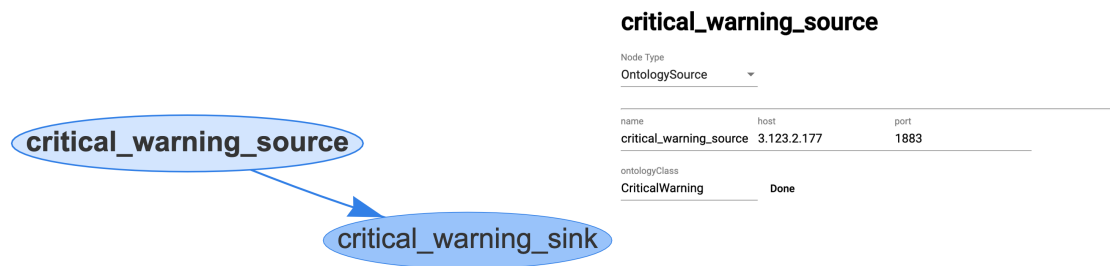 critical_warning_source
critical_warning_sink
critical_warning_source
Node Type
OntologySource
name host port
critical_warning_source 3.123.2.177 1883
ontologyClass
CriticalWarning Done